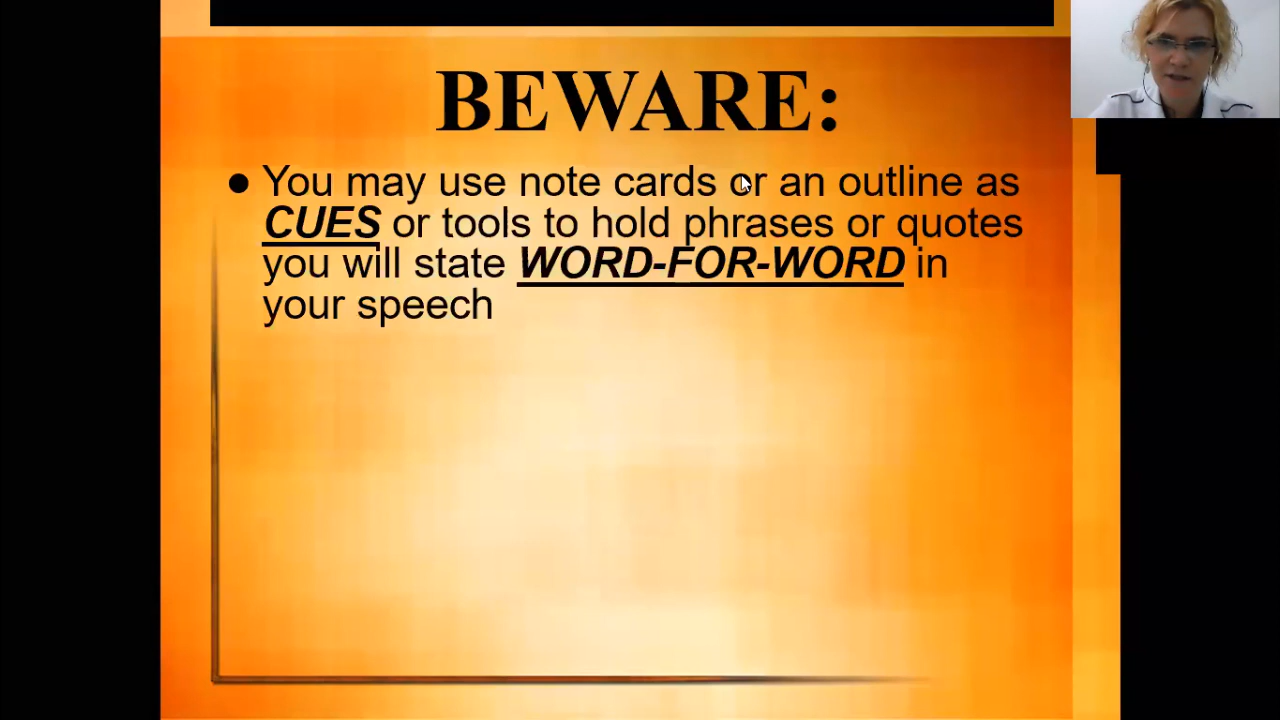 BEWARE:
● You may use note cards or an outline as
CUES or tools to hold phrases or quotes
you will state WORD-FOR-WORD in
your speech